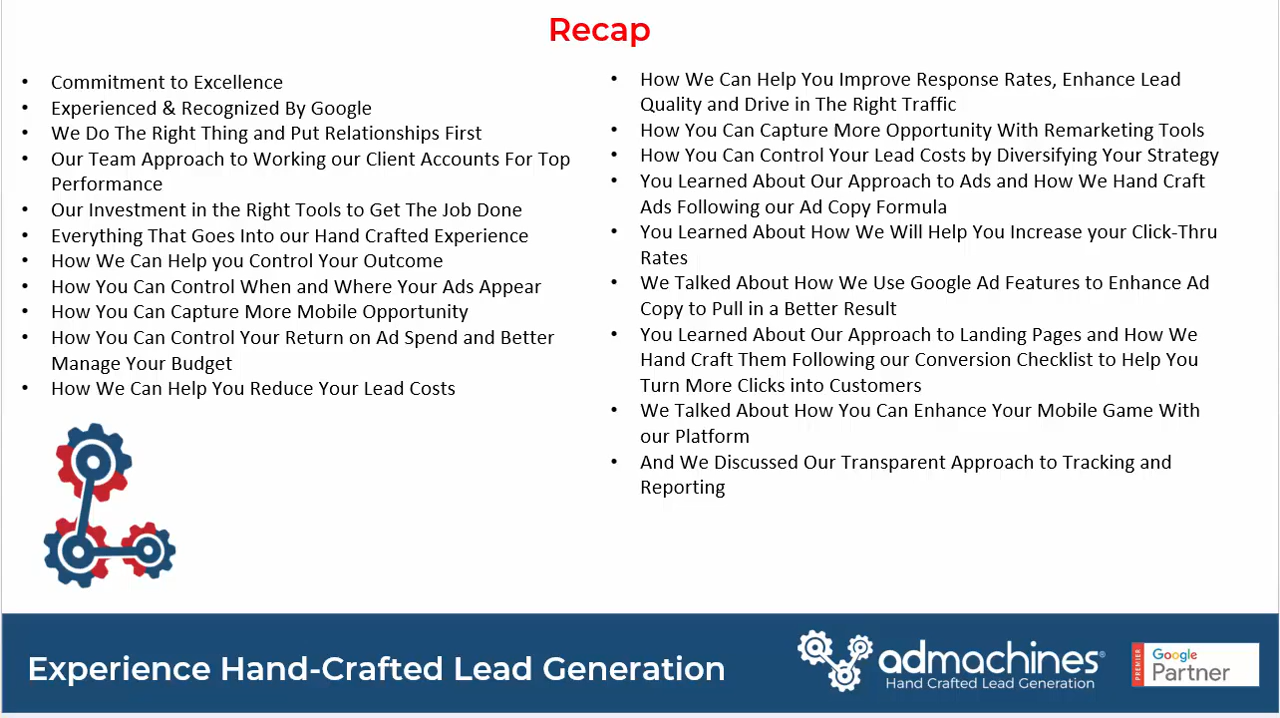 Recap
• Commitment to Excellence
• Experienced & Recognized By Google
• We Do The Right Thing and Put Relationships First
• Our Team Approach to Working our Client Accounts For Top
Performance
• Our Investment in the Right Tools to Get The Job Done
• Everything That Goes Into our Hand Crafted Experience
• How We Can Help you Control Your Outcome
• How You Can Control When and Where Your Ads Appear
• How You Can Capture More Mobile Opportunity
• How You Can Control Your Return on Ad Spend and Better
Manage Your Budget
• How We Can Help You Reduce Your Lead Costs
• How We Can Help You Improve Response Rates, Enhance Lead
Quality and Drive in The Right Traffic
• How You Can Capture More Opportunity With Remarketing Tools
• How You Can Control Your Lead Costs by Diversifying Your Strategy
• You Learned About Our Approach to Ads and How We Hand Craft
Ads Following our Ad Copy Formula
• You Learned About How We Will Help You Increase your Click-Thru
Rates
• We Talked About How We Use Google Ad Features to Enhance Ad
Copy to Pull in a Better Result
• You Learned About Our Approach to Landing Pages and How We
Hand Craft Them Following our Conversion Checklist to Help You
Turn More Clicks into Customers
• We Talked About How You Can Enhance Your Mobile Game With
our Platform
• And We Discussed Our Transparent Approach to Tracking and
Reporting
Experience Hand-Crafted Lead Generation
admachines®
Hand Crafted Lead Generation
PREMIER
Google
Partner